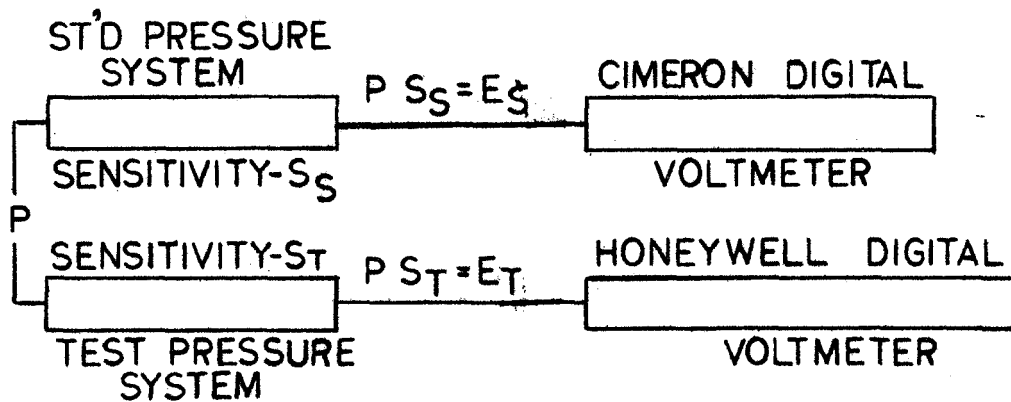 ST'D PRESSURE
SYSTEM
P SS = ES
CIMERON DIGITAL
SENSITIVITY-SS
VOLTMETER
P
SENSITIVITY-ST
P ST = ET
HONEYWELL DIGITAL
TEST PRESSURE
SYSTEM
VOLTMETER